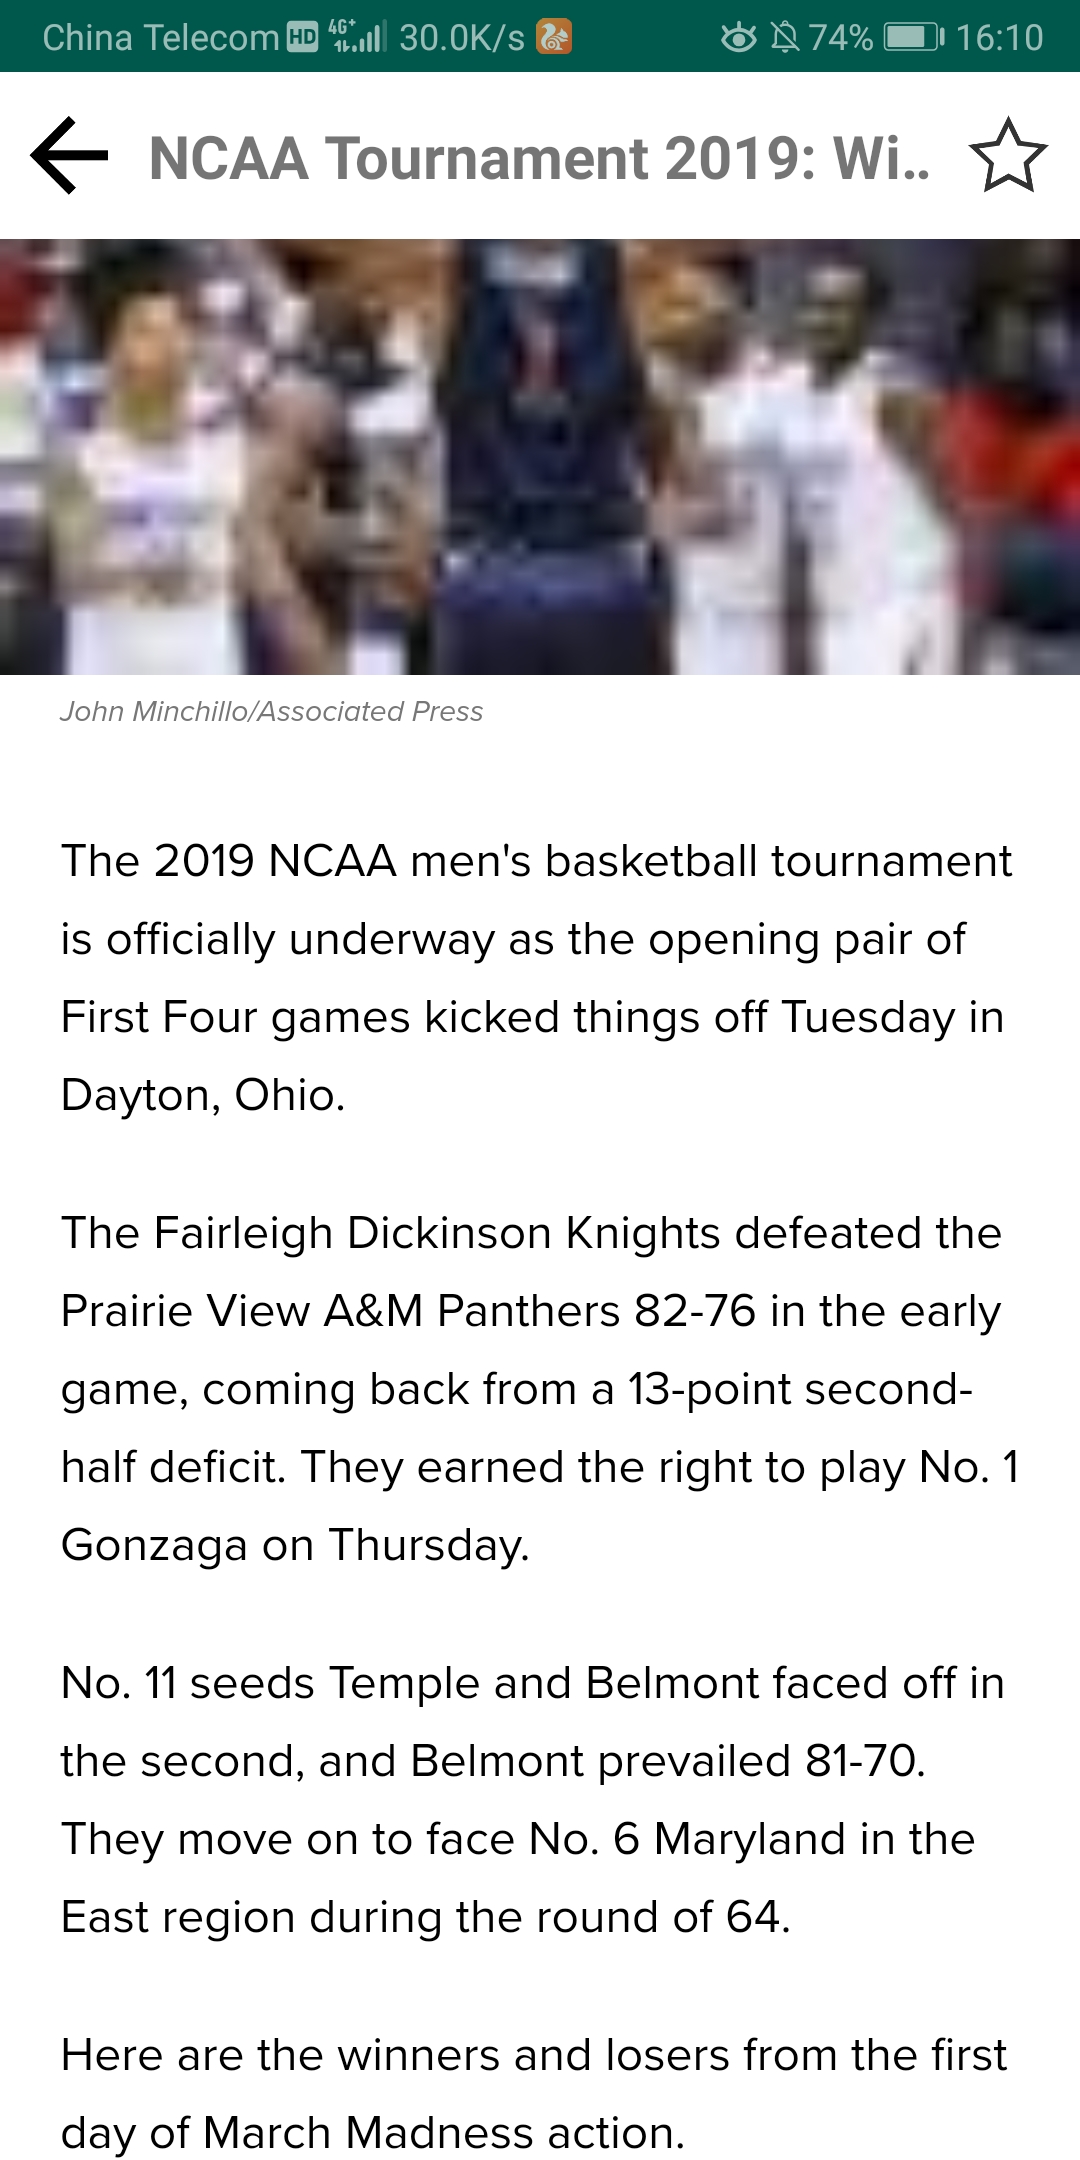 China Telecom HD 4G+ 30.0K/s 74% 16:10
NCAA Tournament 2019: Wi..
John Minchillo/Associated Press
The 2019 NCAA men's basketball tournament
is officially underway as the opening pair of
First Four games kicked things off Tuesday in
Dayton, Ohio.
The Fairleigh Dickinson Knights defeated the
Prairie View A&M Panthers 82-76 in the early
game, coming back from a 13-point second-
half deficit. They earned the right to play No. 1
Gonzaga on Thursday.
No. 11 seeds Temple and Belmont faced off in
the second, and Belmont prevailed 81-70.
They move on to face No. 6 Maryland in the
East region during the round of 64.
Here are the winners and losers from the first
day of March Madness action.